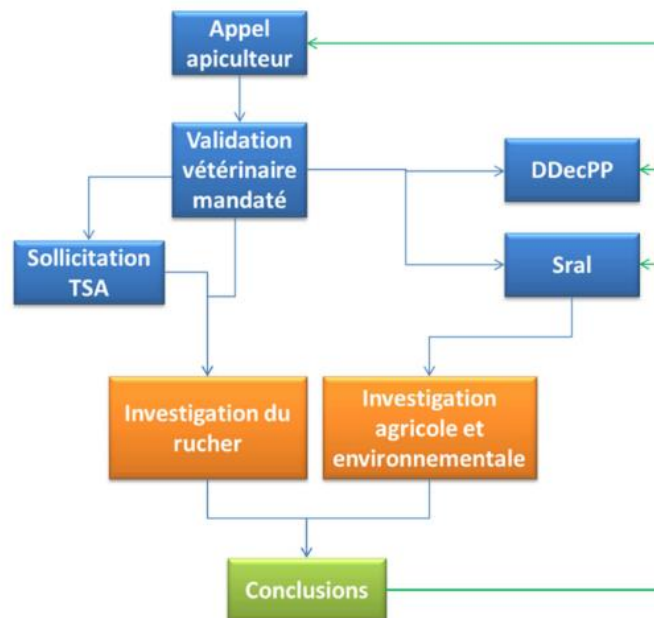 Appel
apiculteur
Validation
vétérinaire
mandaté
DDecPP
Sollicitation
TSA
Sral
Investigation du
rucher
Investigation
agricole et
environnementale
Conclusions